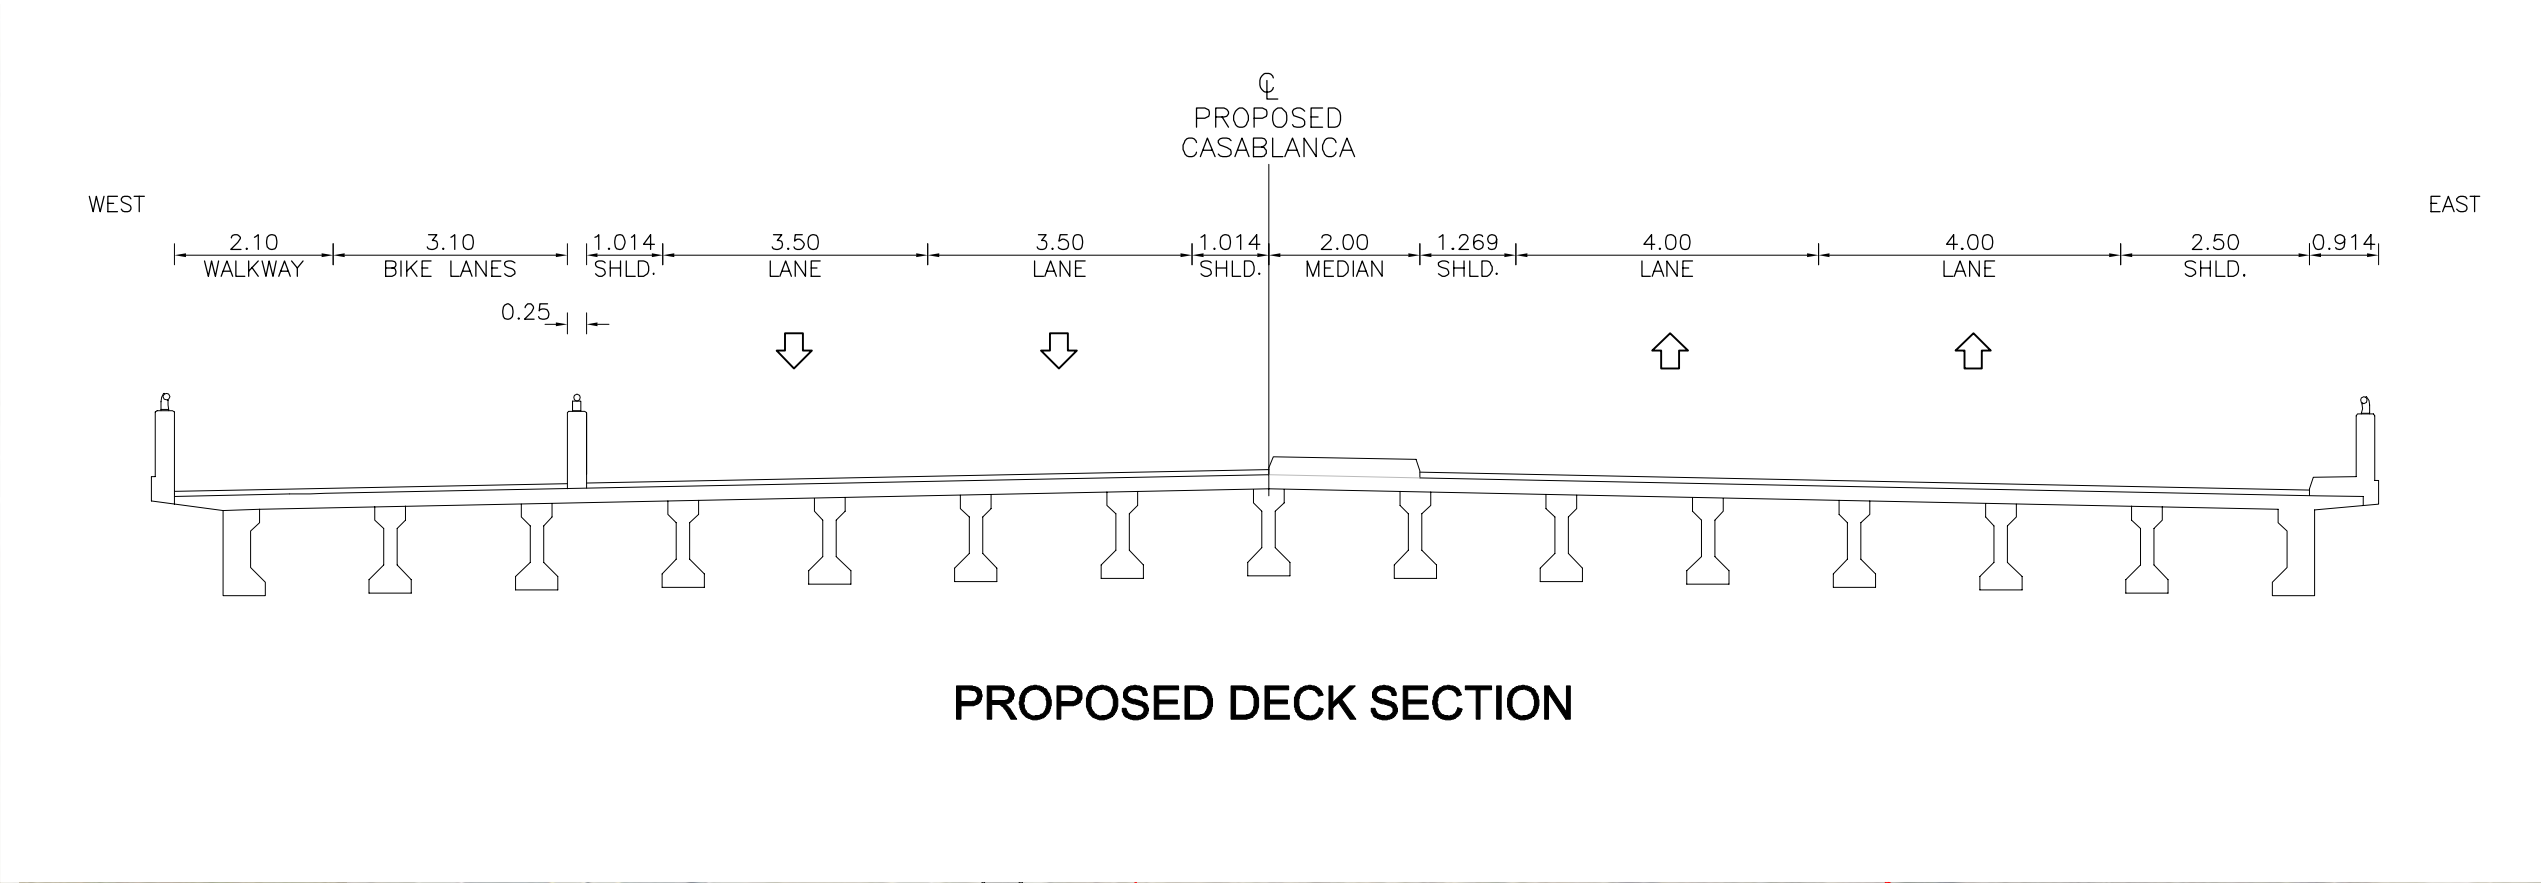 ℄
PROPOSED
CASABLANCA
WEST
EAST
2.10 3.10 1.014 3.50 3.50 1.014 2.00 1.269 4.00 4.00 2.50 0.914
WALKWAY BIKE LANES SHLD. LANE LANE SHLD. MEDIAN SHLD. LANE LANE SHLD.
0.25
PROPOSED DECK SECTION